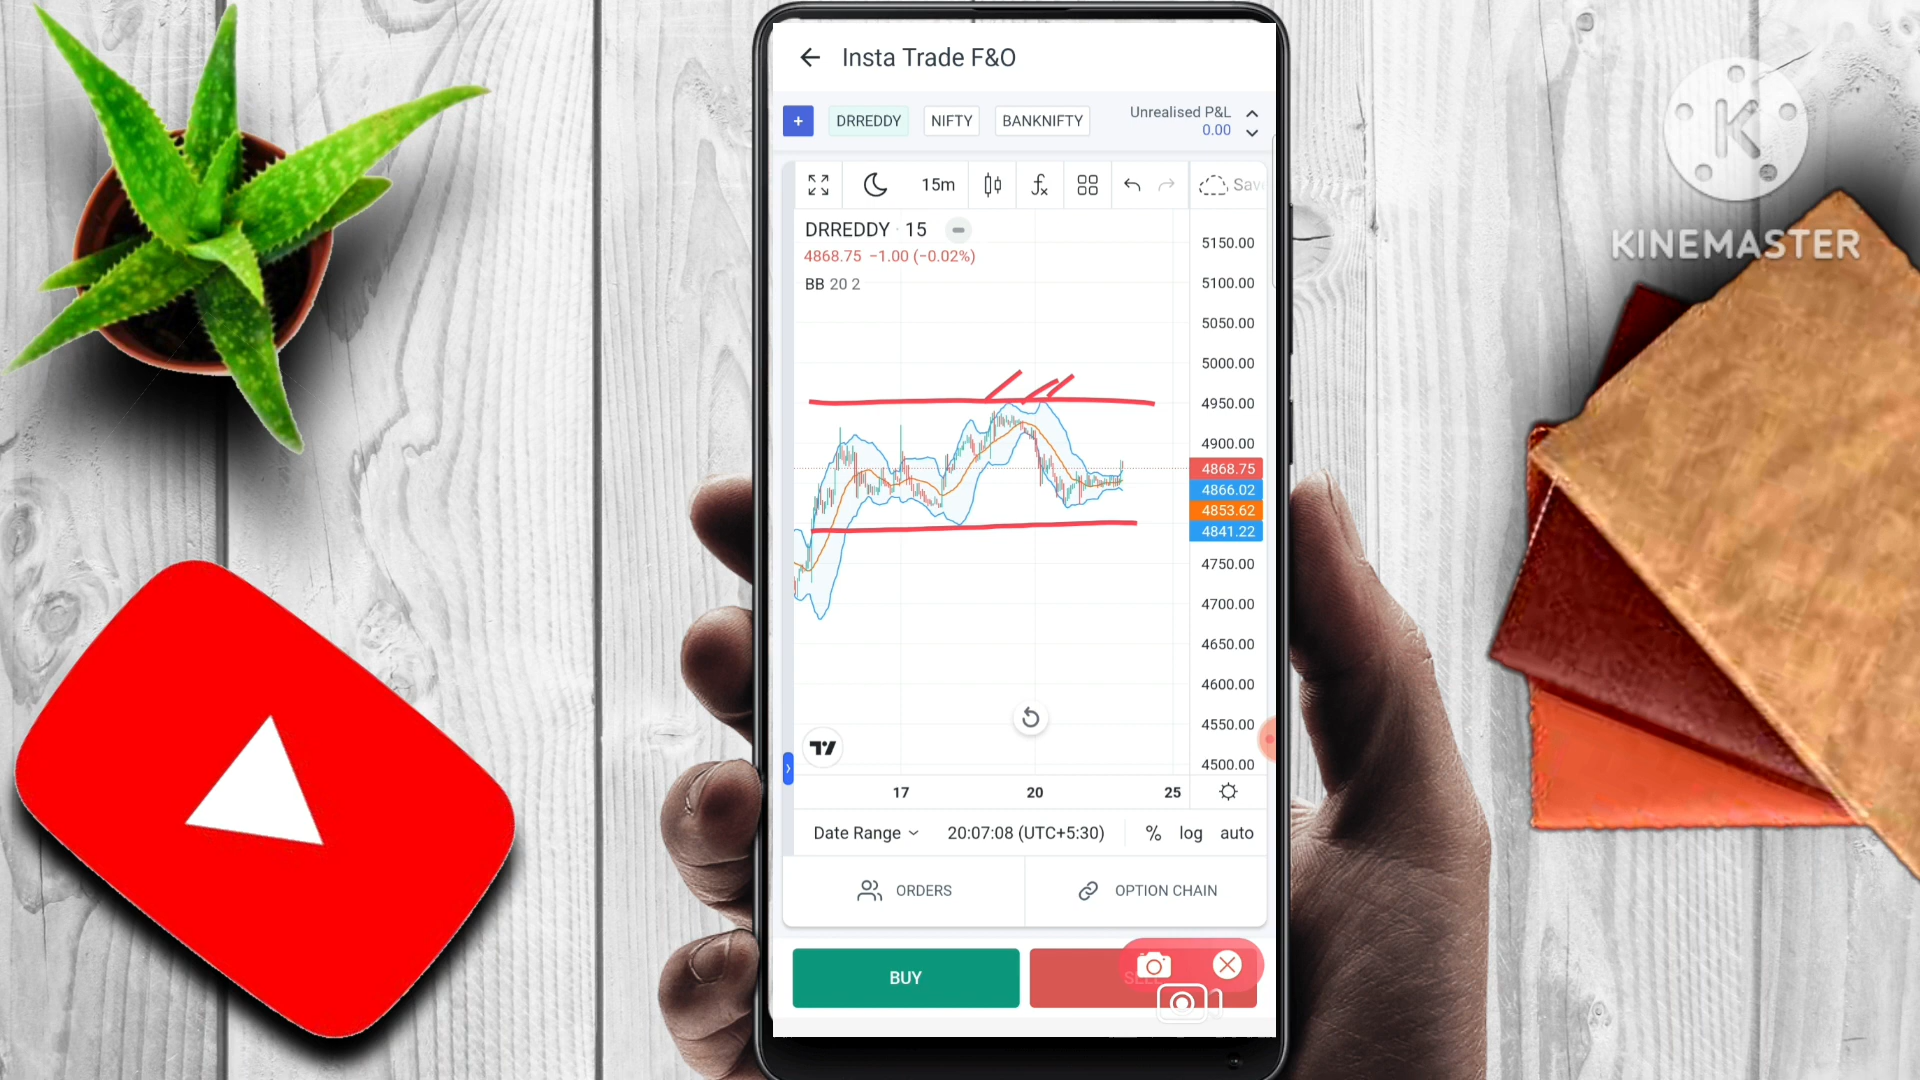 Insta Trade F&O
+ DRREDDY NIFTY BANKNIFTY Unrealised P&L
0.00
15m fx
DRREDDY · 15
4868.75 −1.00 (−0.02%)
BB 20 2
5150.00
5100.00
5050.00
5000.00
4950.00
4900.00
4868.75
4866.02
4853.62
4841.22
4750.00
4700.00
4650.00
4600.00
4550.00
4500.00
17 20 25
Date Range 20:07:08 (UTC+5:30) % log auto
ORDERS OPTION CHAIN
BUY
K
KINEMASTER